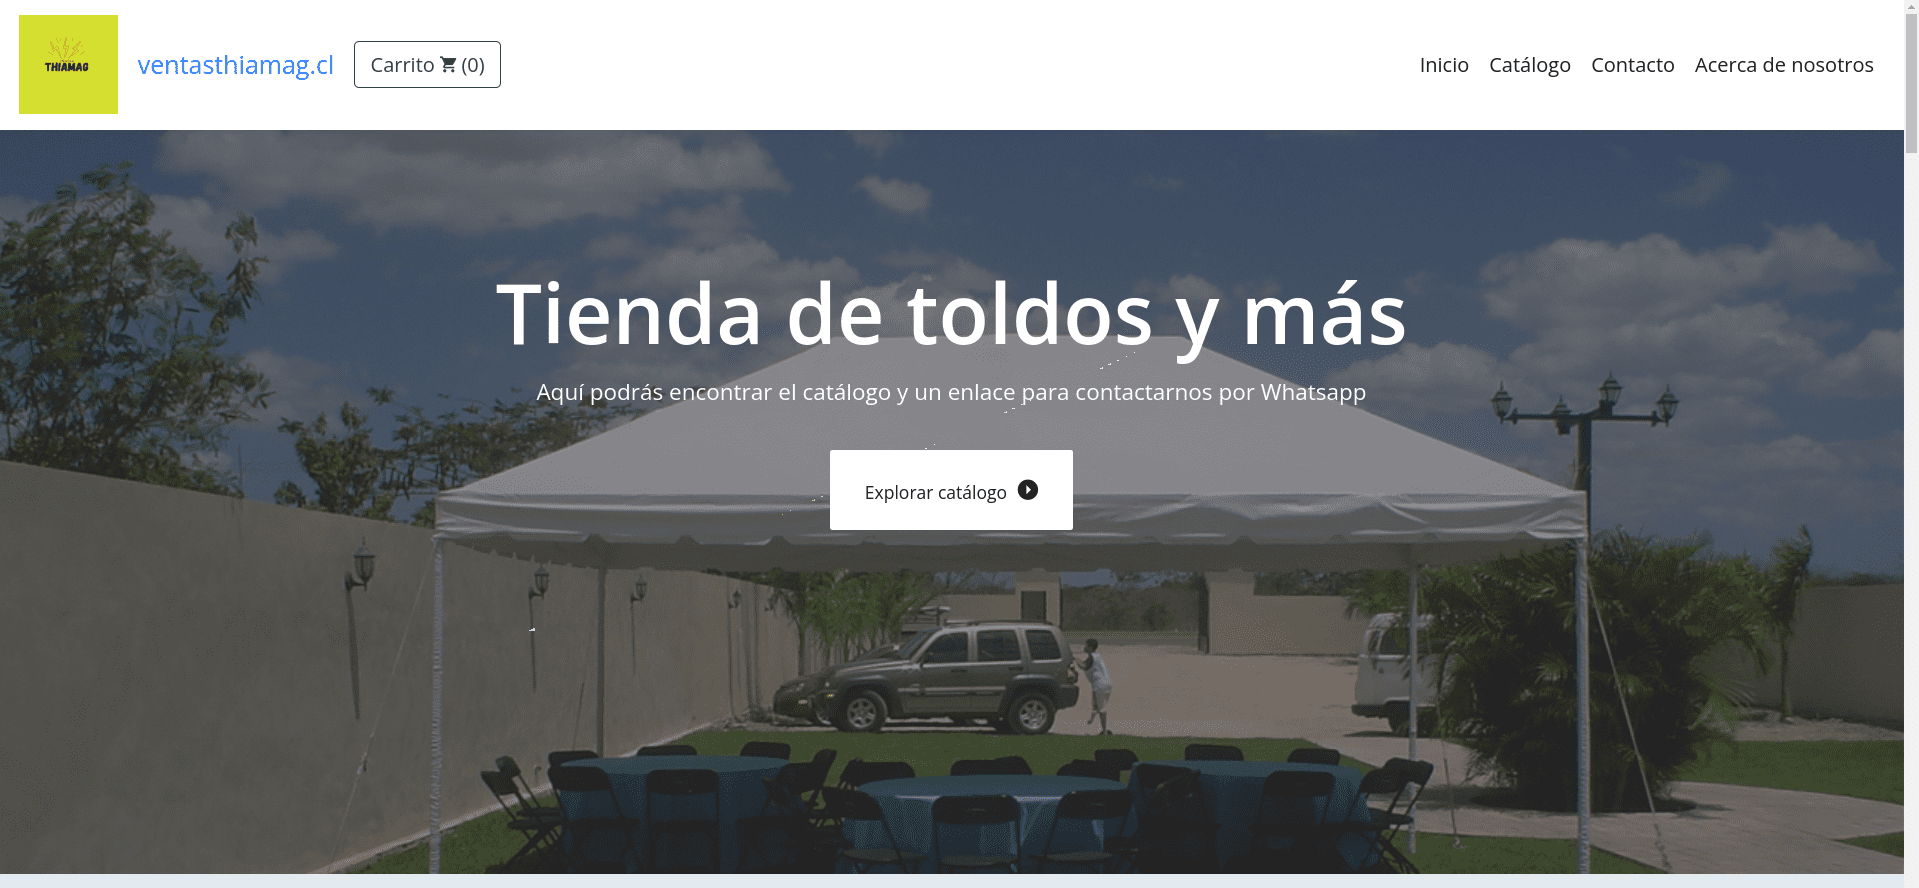 THIAMAG
ventasthiamag.cl
Carrito (0)
Inicio
Catálogo
Contacto
Acerca de nosotros
Tienda de toldos y más
Aquí podrás encontrar el catálogo y un enlace para contactarnos por Whatsapp
Explorar catálogo